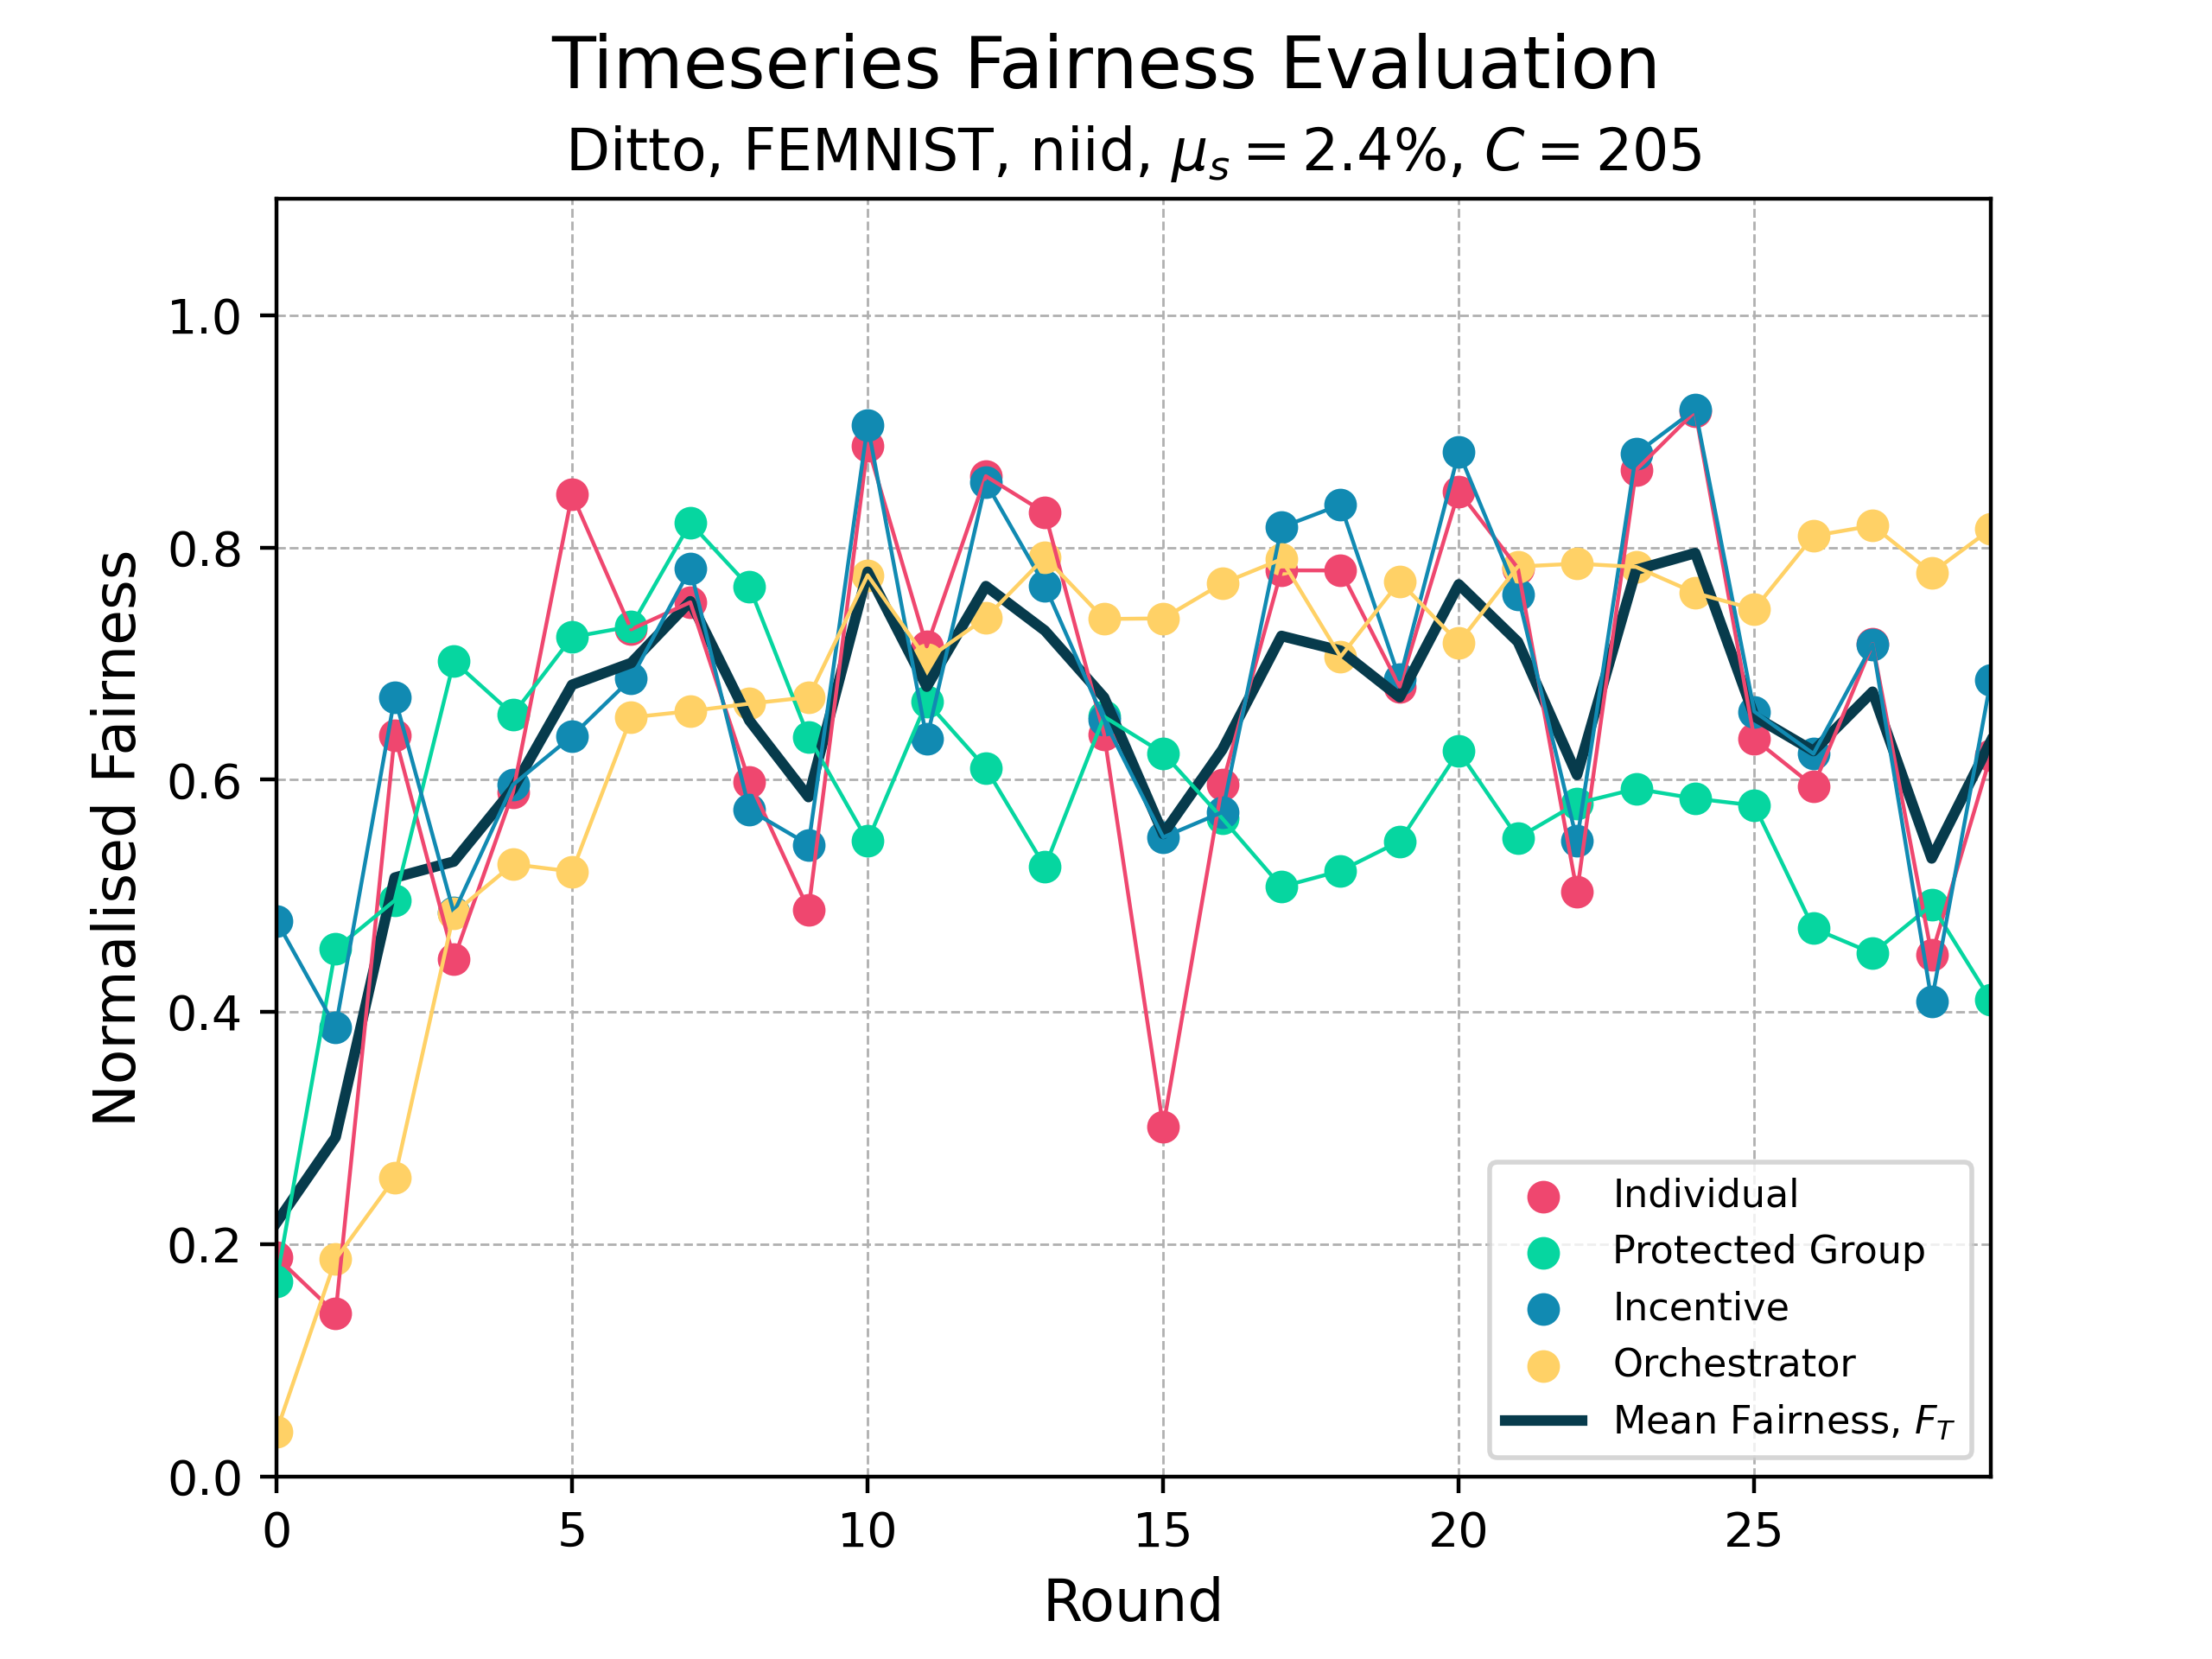 Timeseries Fairness Evaluation
Ditto, FEMNIST, niid, μₛ = 2.4%, C = 205
Normalised Fairness
1.0
0.8
0.6
0.4
0.2
0.0
0 5 10 15 20 25
Round
Individual
Protected Group
Incentive
Orchestrator
Mean Fairness, F_T